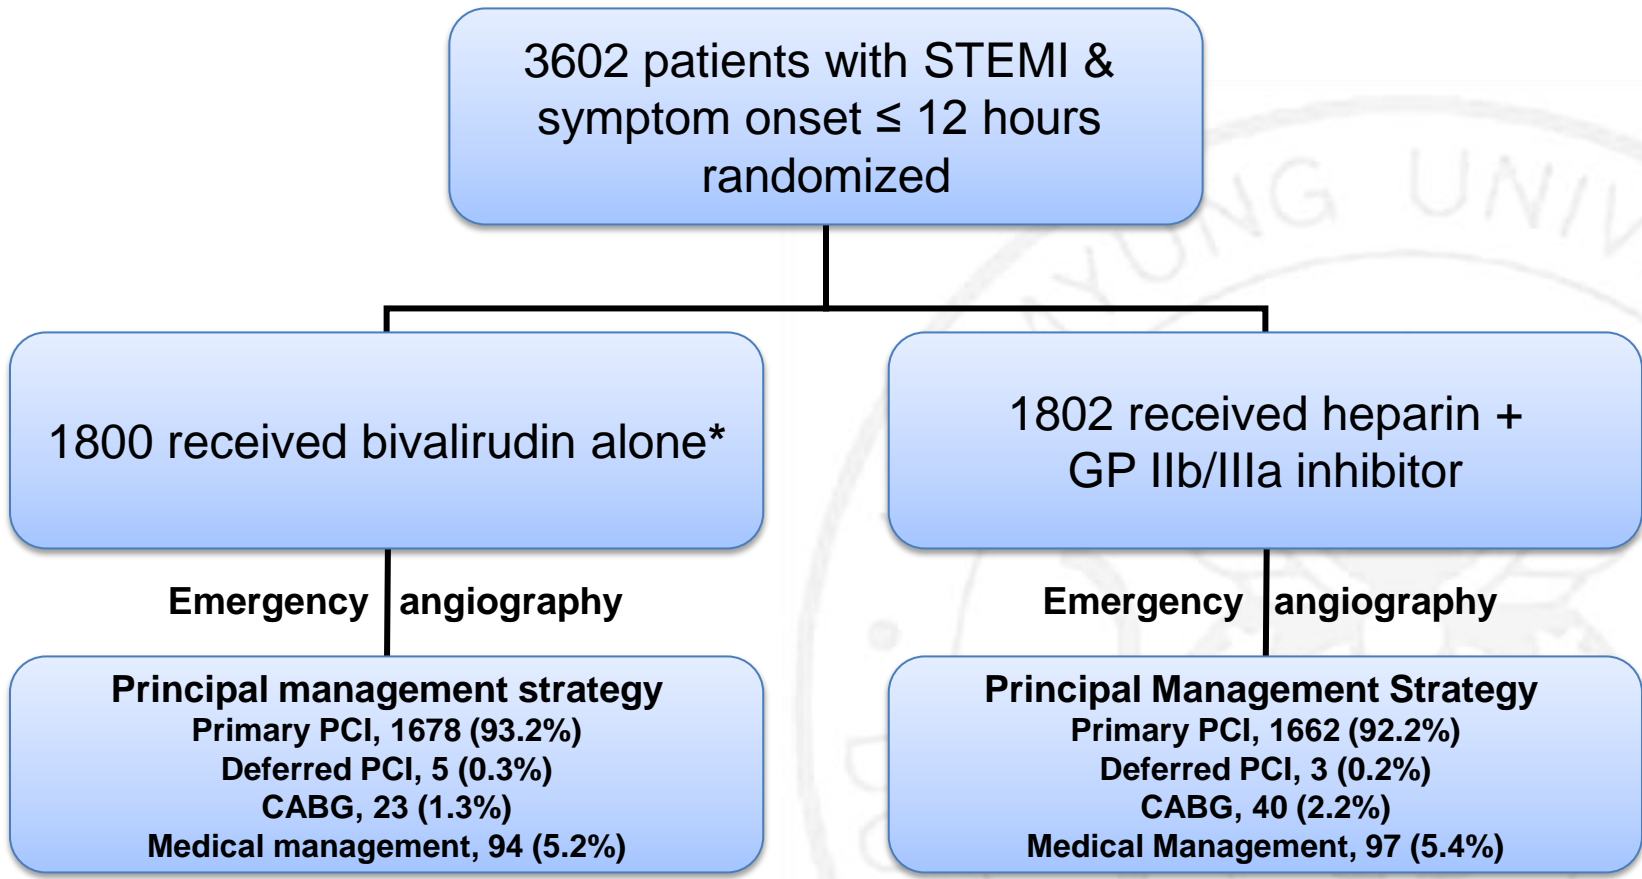 3602 patients with STEMI &
symptom onset ≤ 12 hours
randomized
1800 received bivalirudin alone*
1802 received heparin +
GP IIb/IIIa inhibitor
Emergency angiography
Emergency angiography
Principal management strategy
Primary PCI, 1678 (93.2%)
Deferred PCI, 5 (0.3%)
CABG, 23 (1.3%)
Medical management, 94 (5.2%)
Principal Management Strategy
Primary PCI, 1662 (92.2%)
Deferred PCI, 3 (0.2%)
CABG, 40 (2.2%)
Medical Management, 97 (5.4%)